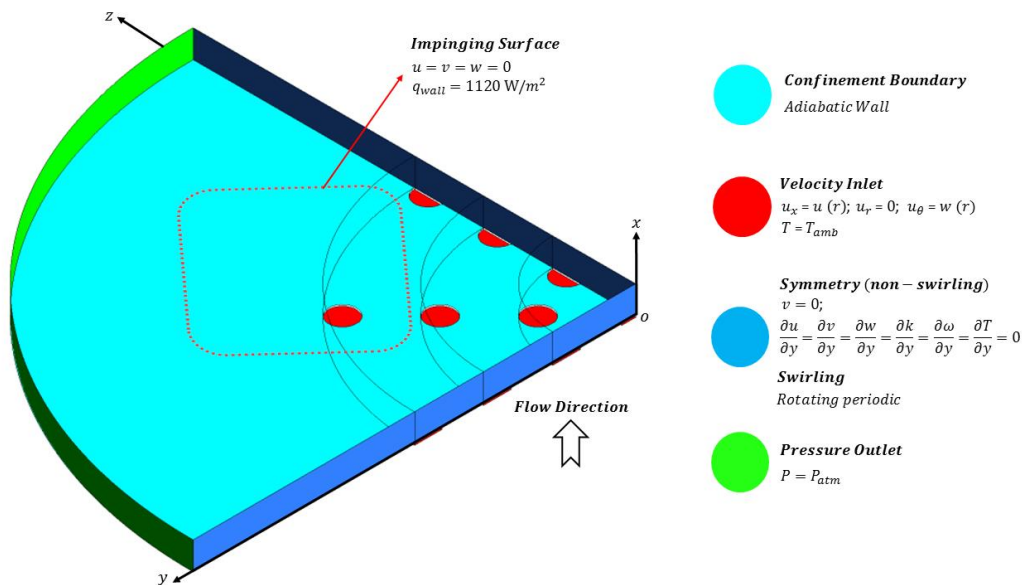 z
Impinging Surface
u = v = w = 0
q_wall = 1120 W/m²
x
o
Flow Direction
y
Confinement Boundary
Adiabatic Wall
Velocity Inlet
u_x = u (r); u_r = 0; u_θ = w (r)
T = T_amb
Symmetry (non − swirling)
v = 0;
∂u/∂y = ∂v/∂y = ∂w/∂y = ∂k/∂y = ∂ω/∂y = ∂T/∂y = 0
Swirling
Rotating periodic
Pressure Outlet
P = P_atm